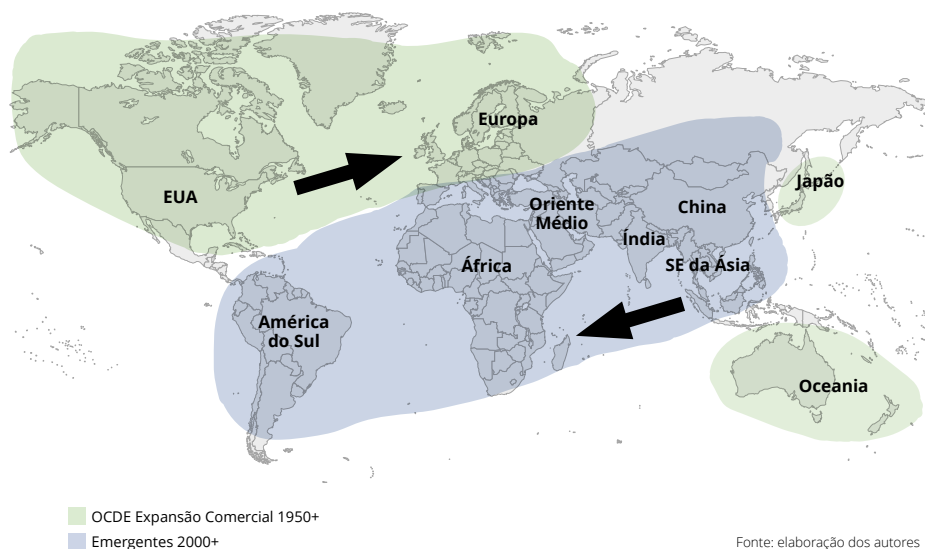 Europa
EUA
Japão
Oriente
Médio
China
Índia
SE da Ásia
África
América
do Sul
Oceania
OCDE Expansão Comercial 1950+
Emergentes 2000+
Fonte: elaboração dos autores